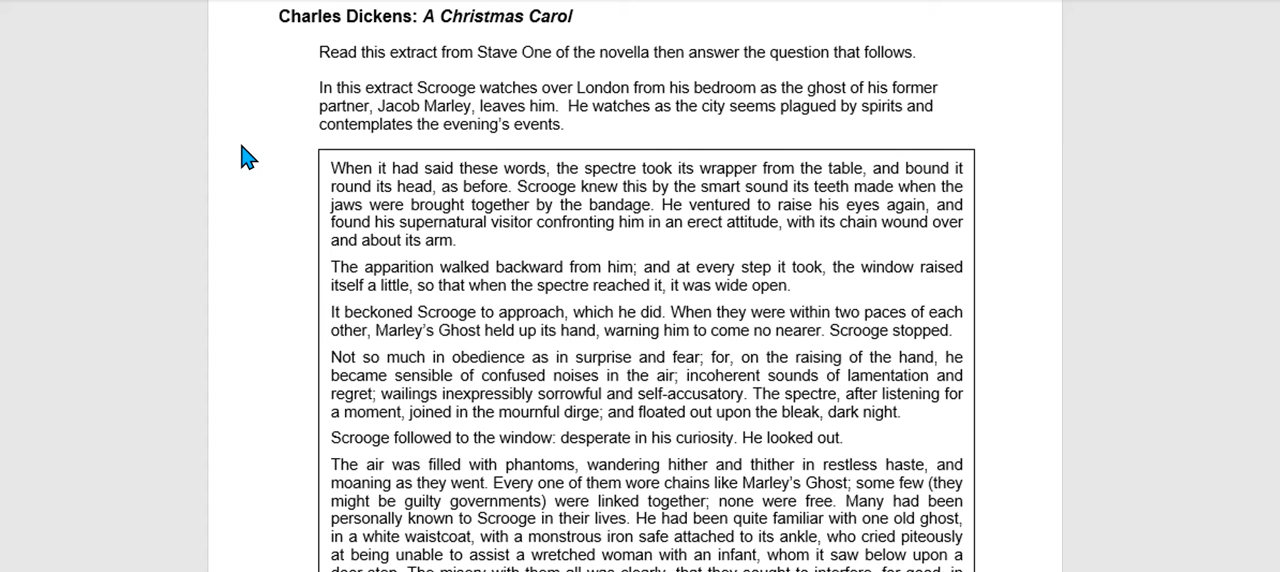 Charles Dickens: A Christmas Carol
Read this extract from Stave One of the novella then answer the question that follows.
In this extract Scrooge watches over London from his bedroom as the ghost of his former
partner, Jacob Marley, leaves him.  He watches as the city seems plagued by spirits and
contemplates the evening's events.
When it had said these words, the spectre took its wrapper from the table, and bound it
round its head, as before. Scrooge knew this by the smart sound its teeth made when the
jaws were brought together by the bandage. He ventured to raise his eyes again, and
found his supernatural visitor confronting him in an erect attitude, with its chain wound over
and about its arm.
The apparition walked backward from him; and at every step it took, the window raised
itself a little, so that when the spectre reached it, it was wide open.
It beckoned Scrooge to approach, which he did. When they were within two paces of each
other, Marley's Ghost held up its hand, warning him to come no nearer. Scrooge stopped.
Not so much in obedience as in surprise and fear; for, on the raising of the hand, he
became sensible of confused noises in the air; incoherent sounds of lamentation and
regret; wailings inexpressibly sorrowful and self-accusatory. The spectre, after listening for
a moment, joined in the mournful dirge; and floated out upon the bleak, dark night.
Scrooge followed to the window: desperate in his curiosity. He looked out.
The air was filled with phantoms, wandering hither and thither in restless haste, and
moaning as they went. Every one of them wore chains like Marley's Ghost; some few (they
might be guilty governments) were linked together; none were free. Many had been
personally known to Scrooge in their lives. He had been quite familiar with one old ghost,
in a white waistcoat, with a monstrous iron safe attached to its ankle, who cried piteously
at being unable to assist a wretched woman with an infant, whom it saw below upon a
door-step. The misery with them all was clearly, that they sought to interfere, for good, in